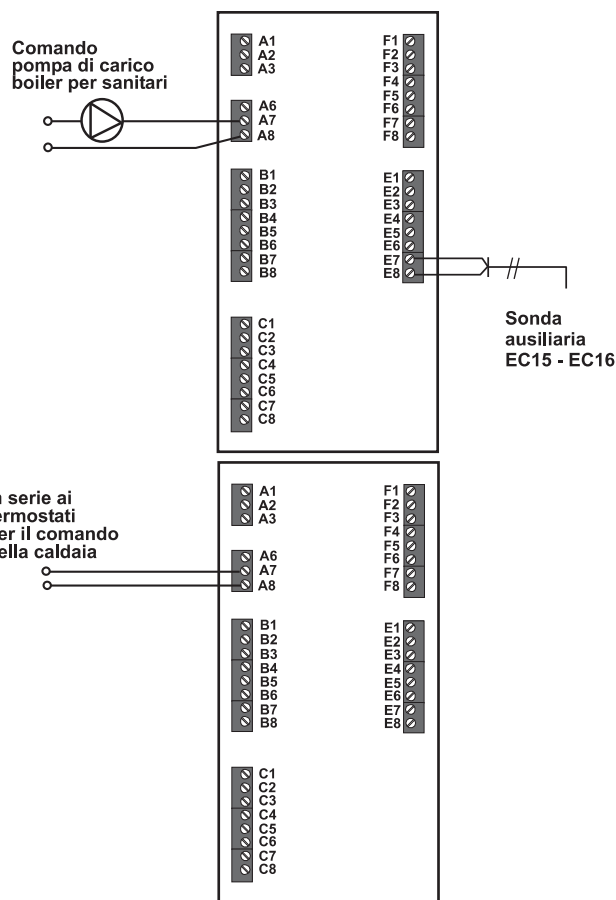 Comando
pompa di carico
boiler per sanitari
A1
A2
A3
A6
A7
A8
B1
B2
B3
B4
B5
B6
B7
B8
C1
C2
C3
C4
C5
C6
C7
C8
F1
F2
F3
F4
F5
F6
F7
F8
E1
E2
E3
E4
E5
E6
E7
E8
Sonda
ausiliaria
EC15 - EC16
serie ai
ermostati
er il comando
ella caldaia
A1
A2
A3
A6
A7
A8
B1
B2
B3
B4
B5
B6
B7
B8
C1
C2
C3
C4
C5
C6
C7
C8
F1
F2
F3
F4
F5
F6
F7
F8
E1
E2
E3
E4
E5
E6
E7
E8